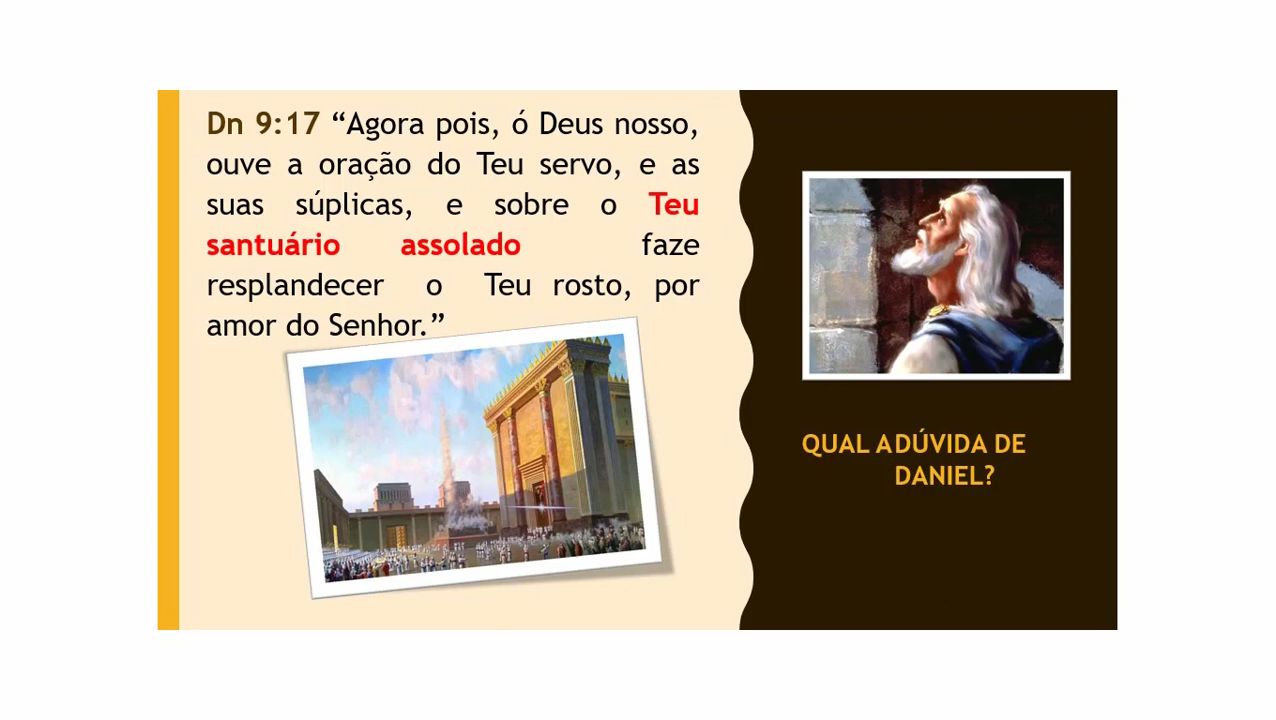 Dn 9:17 “Agora pois, ó Deus nosso,
ouve a oração do Teu servo, e as
suas súplicas, e sobre o Teu
santuário assolado faze
resplandecer o Teu rosto, por
amor do Senhor.”
QUAL A DÚVIDA DE
DANIEL?